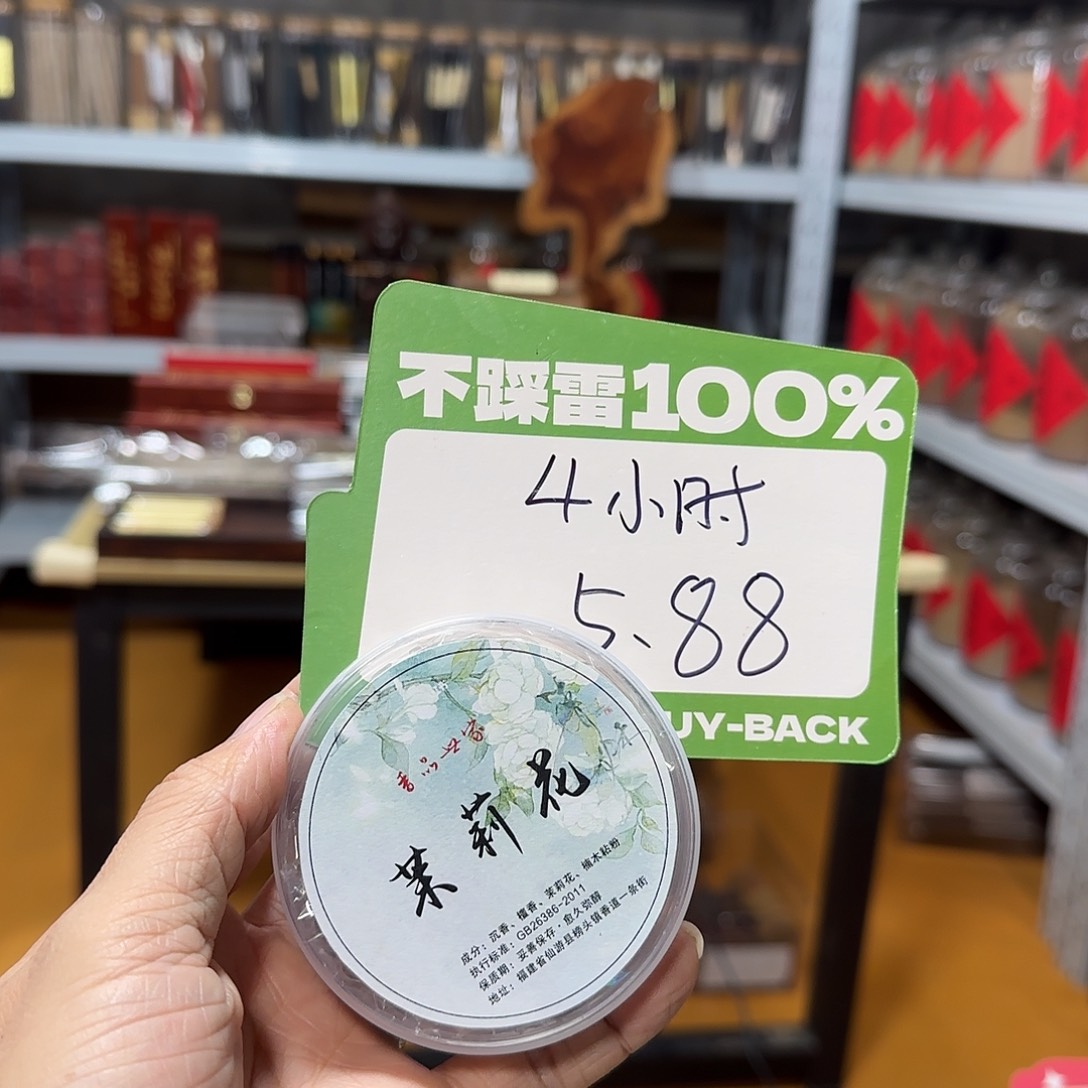 不踩雷100%
4小时
5.88
UY-BACK
茉莉花
成分：沉香、檀香、茉莉花、楠木粘粉
执行标准：GB26386-2011
保质期：妥善保存·愈久弥醇
地址：福建省仙游县榜头镇香道一条街